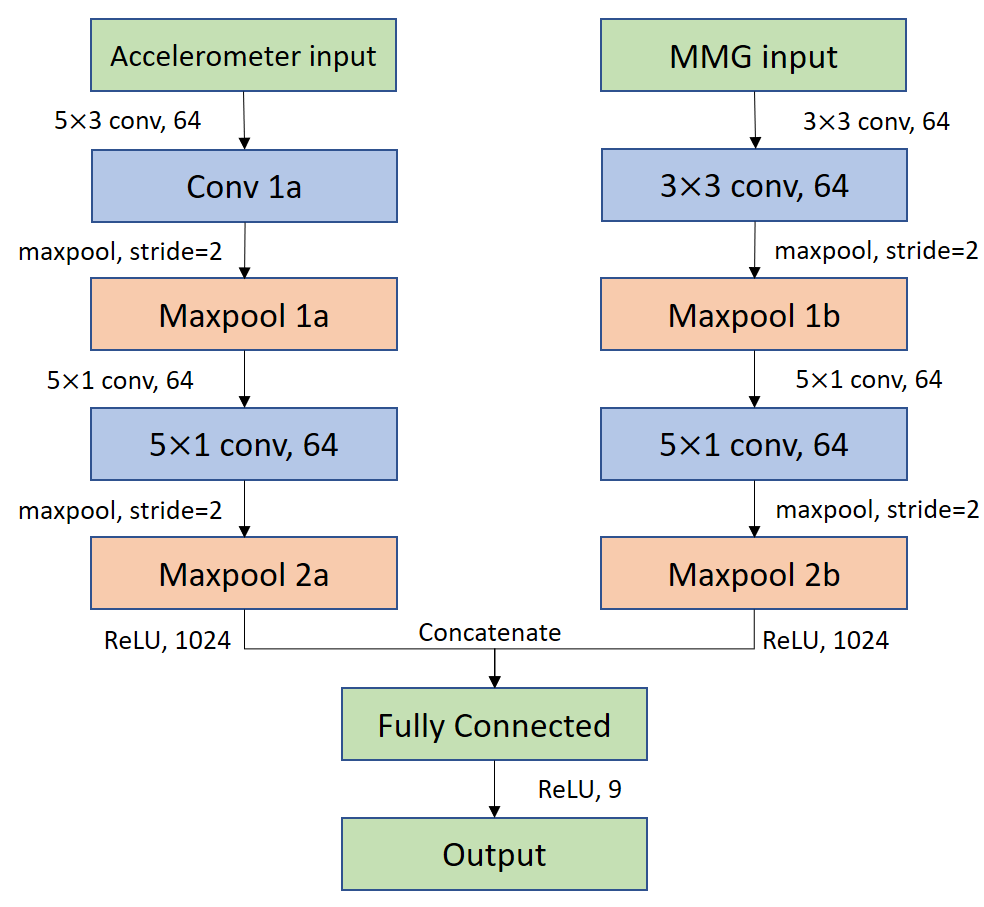 Accelerometer input
MMG input
5×3 conv, 64
3×3 conv, 64
Conv 1a
3×3 conv, 64
maxpool, stride=2
maxpool, stride=2
Maxpool 1a
Maxpool 1b
5×1 conv, 64
5×1 conv, 64
5×1 conv, 64
5×1 conv, 64
maxpool, stride=2
maxpool, stride=2
Maxpool 2a
Maxpool 2b
ReLU, 1024
Concatenate
ReLU, 1024
Fully Connected
ReLU, 9
Output